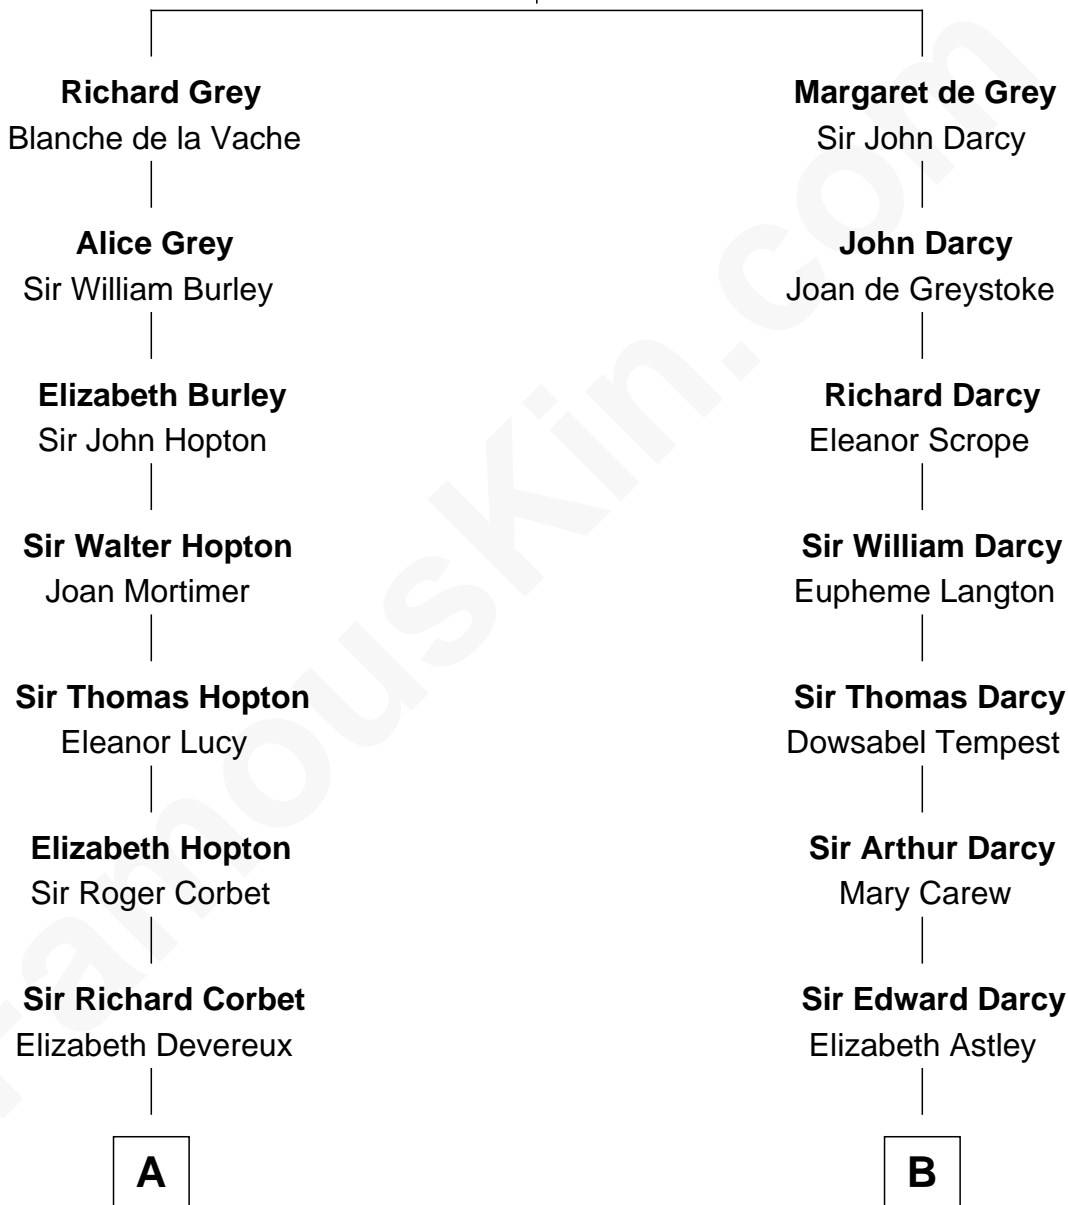 Richard Grey
Blanche de la Vache
Margaret de Grey
Sir John Darcy
Alice Grey
Sir William Burley
John Darcy
Joan de Greystoke
Elizabeth Burley
Sir John Hopton
Richard Darcy
Eleanor Scrope
Sir Walter Hopton
Joan Mortimer
Sir William Darcy
Eupheme Langton
Sir Thomas Hopton
Eleanor Lucy
Sir Thomas Darcy
Dowsabel Tempest
Elizabeth Hopton
Sir Roger Corbet
Sir Arthur Darcy
Mary Carew
Sir Richard Corbet
Elizabeth Devereux
Sir Edward Darcy
Elizabeth Astley
A
B
FamousKin.com